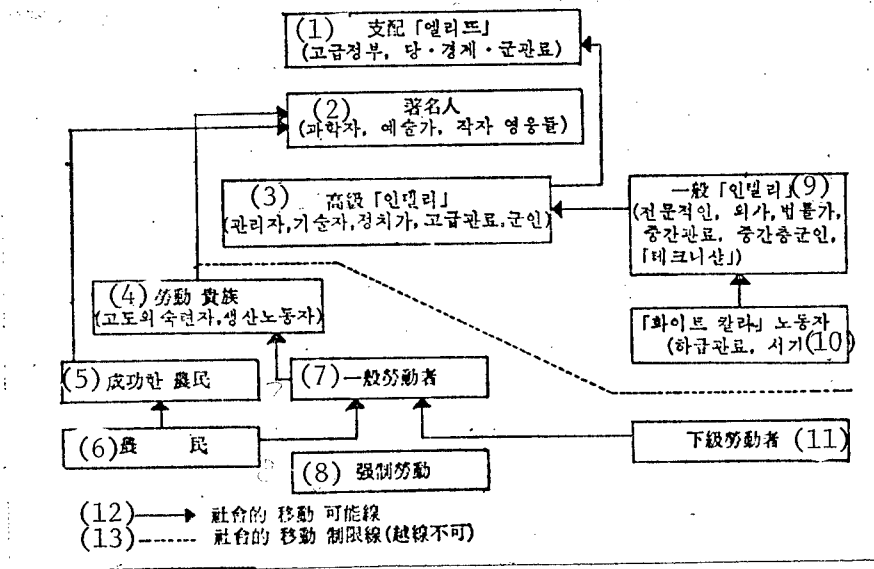 (1) 支配「엘리뜨」
(고급정부, 당·경제·군관료)
(2) 著名人
(과학자, 예술가, 작자 영웅들)
(3) 高級「인텔리」
(관리자,기술자,정치가,고급관료,군인)
一般「인텔리」(9)
(전문적인, 의사,법률가,
중간관료, 중간층군인,
「테크니샨」)
(4) 勞動 貴族
(고도의 숙련자,생산노동자)
「화이트 칼라」 노동자
(하급관료, 서기(10)
(5) 成功한 農民
(7) 一般勞動者
(6) 農 民
下級勞動者 (11)
(8) 强制勞動
(12) 社會的 移動 可能線
(13) 社會的 移動 制限線(越線不可)